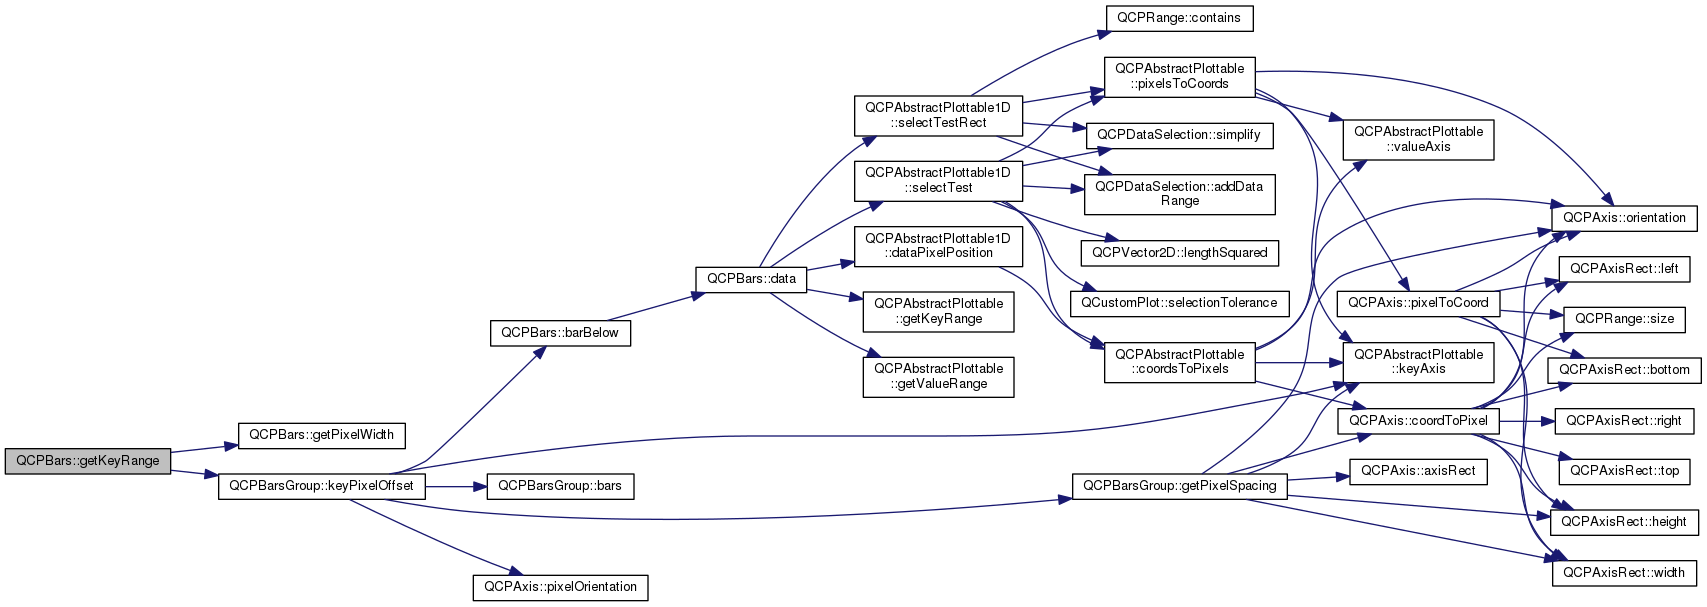 QCPBars::getKeyRange
QCPBars::getPixelWidth
QCPBarsGroup::keyPixelOffset
QCPBars::barBelow
QCPBarsGroup::bars
QCPAxis::pixelOrientation
QCPBars::data
QCPAbstractPlottable1D
::selectTestRect
QCPAbstractPlottable1D
::selectTest
QCPAbstractPlottable1D
::dataPixelPosition
QCPAbstractPlottable
::getKeyRange
QCPAbstractPlottable
::getValueRange
QCPRange::contains
QCPAbstractPlottable
::pixelsToCoords
QCPDataSelection::simplify
QCPDataSelection::addData
Range
QCPVector2D::lengthSquared
QCustomPlot::selectionTolerance
QCPAbstractPlottable
::coordsToPixels
QCPBarsGroup::getPixelSpacing
QCPAbstractPlottable
::valueAxis
QCPAxis::pixelToCoord
QCPAbstractPlottable
::keyAxis
QCPAxis::coordToPixel
QCPAxis::axisRect
QCPAxis::orientation
QCPAxisRect::left
QCPRange::size
QCPAxisRect::bottom
QCPAxisRect::right
QCPAxisRect::top
QCPAxisRect::height
QCPAxisRect::width